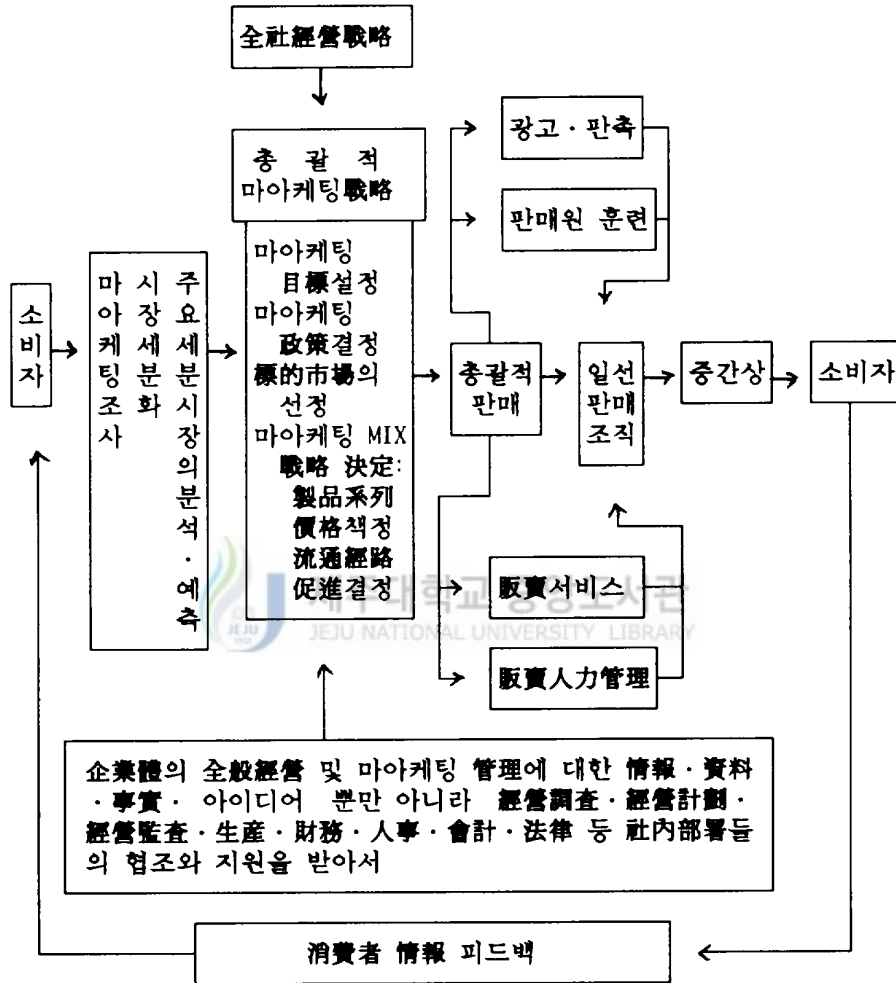 全社經營戰略
총 괄 적
마아케팅戰略
마아케팅
目標설정
마아케팅
政策결정
標的市場의
선정
마아케팅 MIX
戰略 決定:
製品系列
價格책정
流通經路
促進결정
소비자
마아케팅조사
시장세분화
주요세분시장의분석·예측
광고·판촉
판매원 훈련
총괄적
판매
일선
판매
조직
중간상
소비자
販賣서비스
販賣人力管理
제주대학교 중앙도서관
JEJU NATIONAL UNIVERSITY LIBRARY
JEJU
1952
企業體의 全般經營 및 마아케팅 管理에 대한 情報·資料
·事實· 아이디어 뿐만 아니라 經營調査·經營計劃·
經營監査·生産·財務·人事·會計·法律 등 社內部署들
의 협조와 지원을 받아서
消費者 情報 피드백